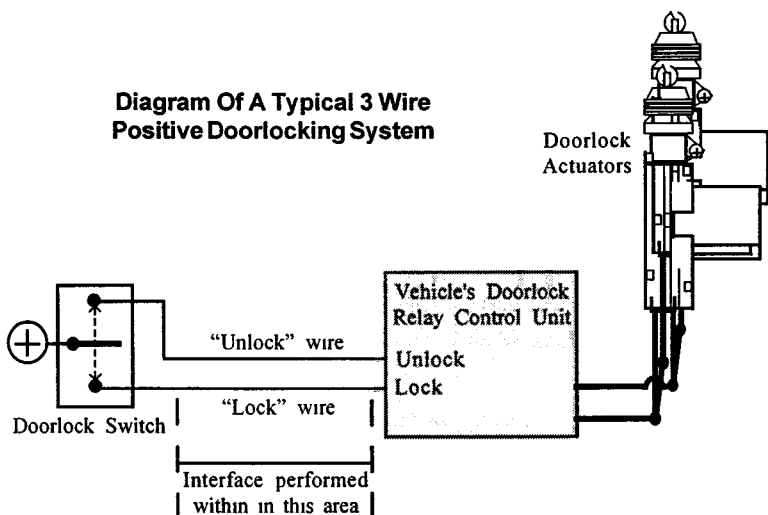 Diagram Of A Typical 3 Wire
Positive Doorlocking System
Doorlock
Actuators
Vehicle's Doorlock
Relay Control Unit
"Unlock" wire
Unlock
Lock
"Lock" wire
Doorlock Switch
Interface performed
within in this area